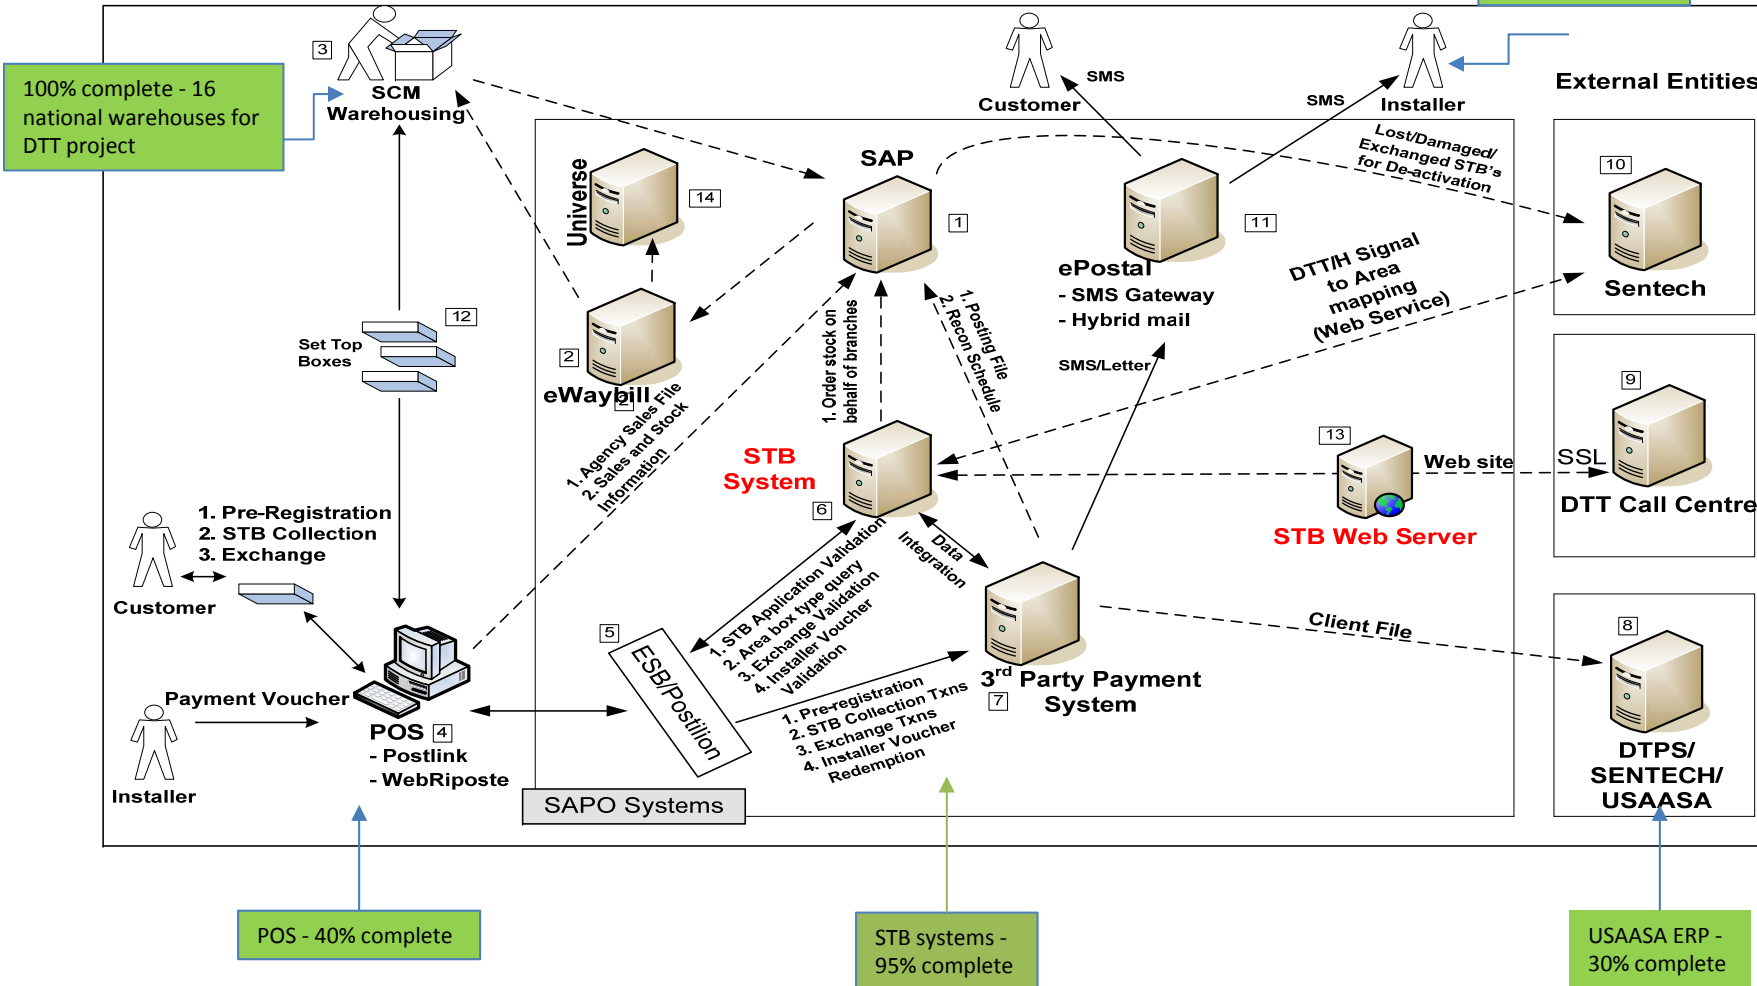 100% complete - 16
national warehouses for
DTT project
3
SCM
Warehousing
Customer
SMS
Installer
SMS
External Entities
Universe
14
SAP
1
11
ePostal
- SMS Gateway
- Hybrid mail
Lost/Damaged/
Exchanged STB's
for De-activation
10
Sentech
DTT/H Signal
to Area
mapping
(Web Service)
12
Set Top
Boxes
2
eWaybill
2
1. Agency Sales File
2. Sales and Stock
Information
1. Order stock on
behalf of branches
1. Posting File
2. Recon Schedule
SMS/Letter
STB
System
6
13
Web site
SSL
STB Web Server
9
DTT Call Centre
1. Pre-Registration
2. STB Collection
3. Exchange
Customer
Data
Integration
1. STB Application Validation
2. Area box type query
3. Exchange Validation
4. Installer Voucher
Validation
5
ESB/Postilion
Payment Voucher
Installer
POS 4
- Postlink
- WebRiposte
3rd Party Payment
System
7
1. Pre-registration
2. STB Collection Txns
3. Exchange Txns
4. Installer Voucher
Redemption
Client File
8
DTPS/
SENTECH/
USAASA
SAPO Systems
POS - 40% complete
STB systems -
95% complete
USAASA ERP -
30% complete